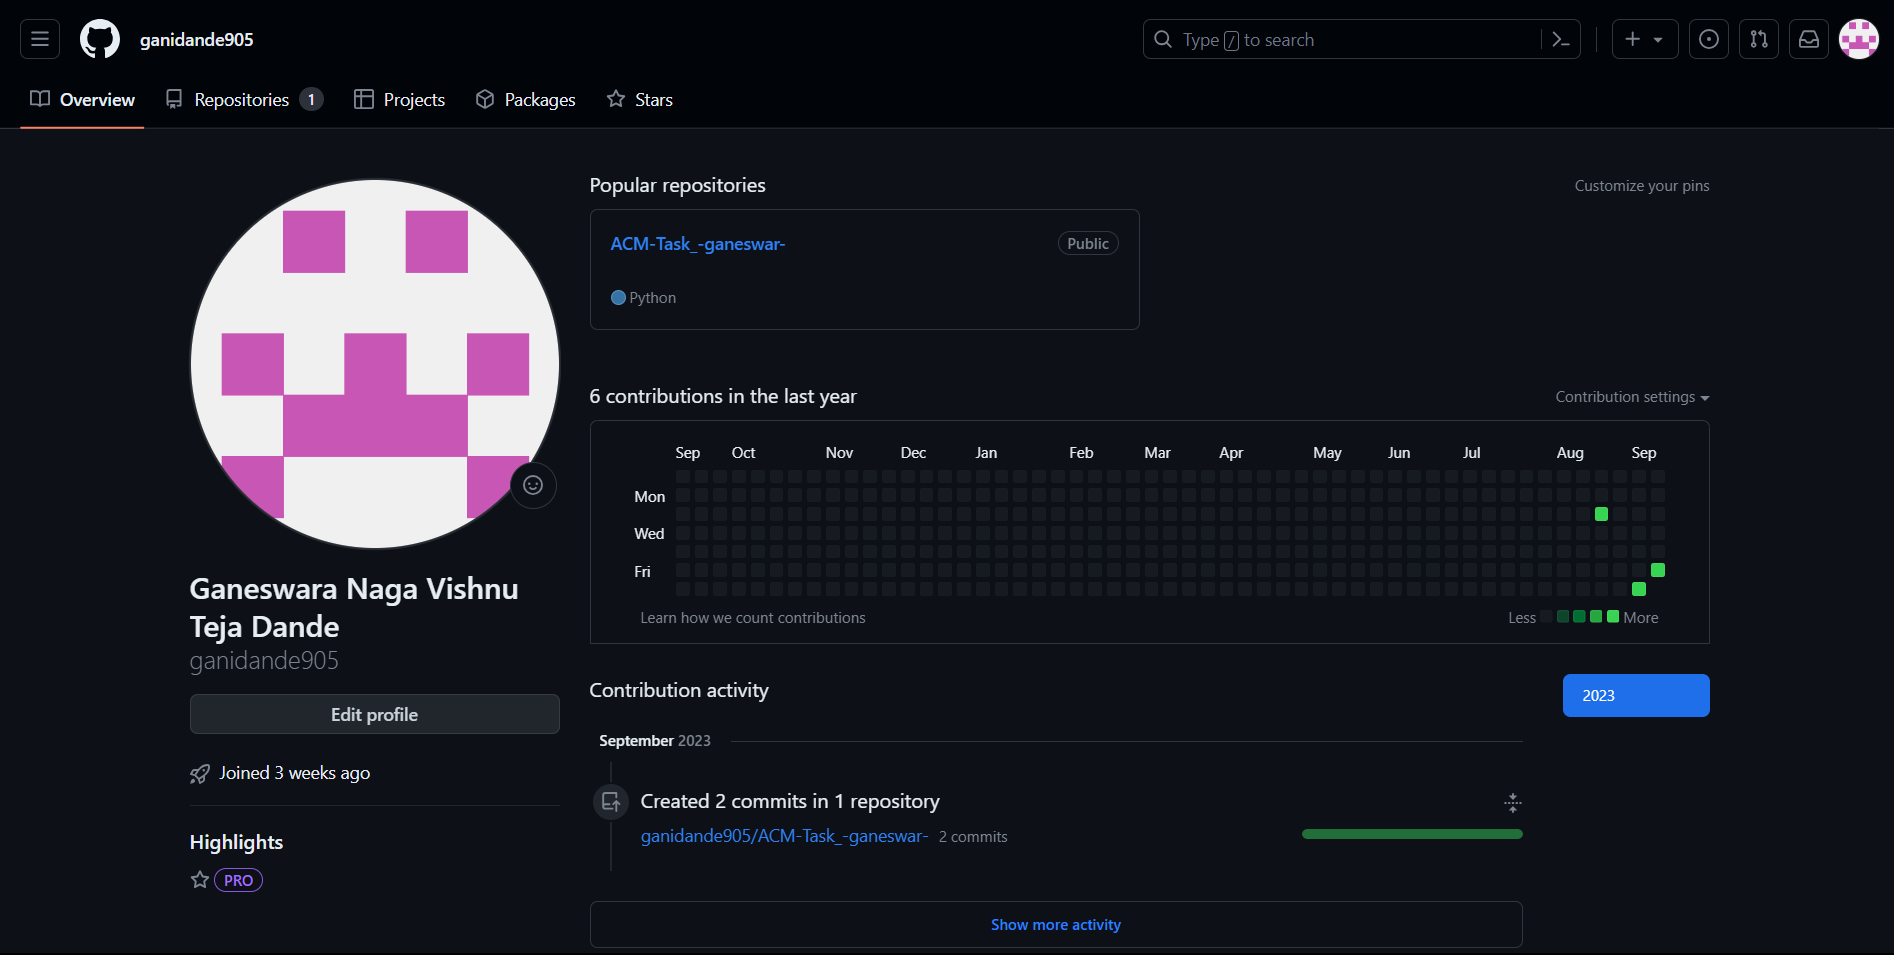 ganidande905
Type / to search
Overview
Repositories 1
Projects
Packages
Stars
Ganeswara Naga Vishnu
Teja Dande
ganidande905
Edit profile
Joined 3 weeks ago
Highlights
PRO
Popular repositories
Customize your pins
ACM-Task_-ganeswar-
Public
Python
6 contributions in the last year
Contribution settings
Sep Oct Nov Dec Jan Feb Mar Apr May Jun Jul Aug Sep
Mon
Wed
Fri
Learn how we count contributions
Less More
Contribution activity
2023
September 2023
Created 2 commits in 1 repository
ganidande905/ACM-Task_-ganeswar- 2 commits
Show more activity